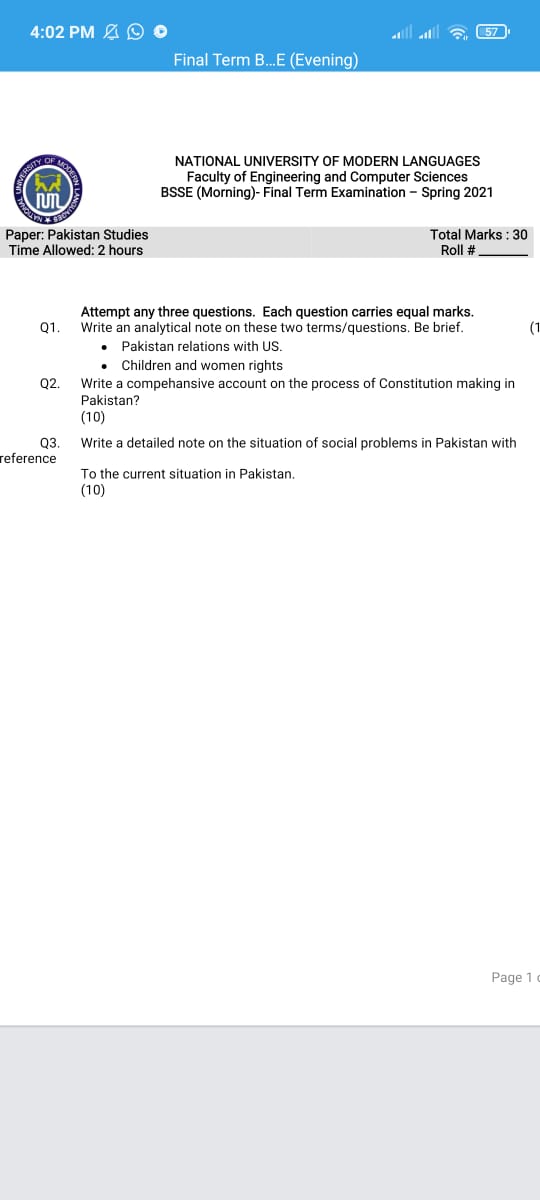 4:02 PM
57
Final Term B...E (Evening)
UNIVERSITY OF MODERN LANGUAGES
NATIONAL
NUML
NATIONAL UNIVERSITY OF MODERN LANGUAGES
Faculty of Engineering and Computer Sciences
BSSE (Morning)- Final Term Examination – Spring 2021
Paper: Pakistan Studies Total Marks : 30
Time Allowed: 2 hours Roll # ______
Attempt any three questions. Each question carries equal marks.
Q1. Write an analytical note on these two terms/questions. Be brief. (1
• Pakistan relations with US.
• Children and women rights
Q2. Write a compehansive account on the process of Constitution making in
Pakistan?
(10)
Q3. Write a detailed note on the situation of social problems in Pakistan with
reference
To the current situation in Pakistan.
(10)
Page 1